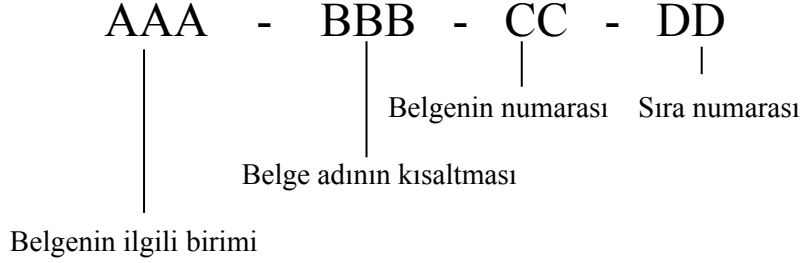 AAA - BBB - CC - DD
Belgenin numarası Sıra numarası
Belge adının kısaltması
Belgenin ilgili birimi